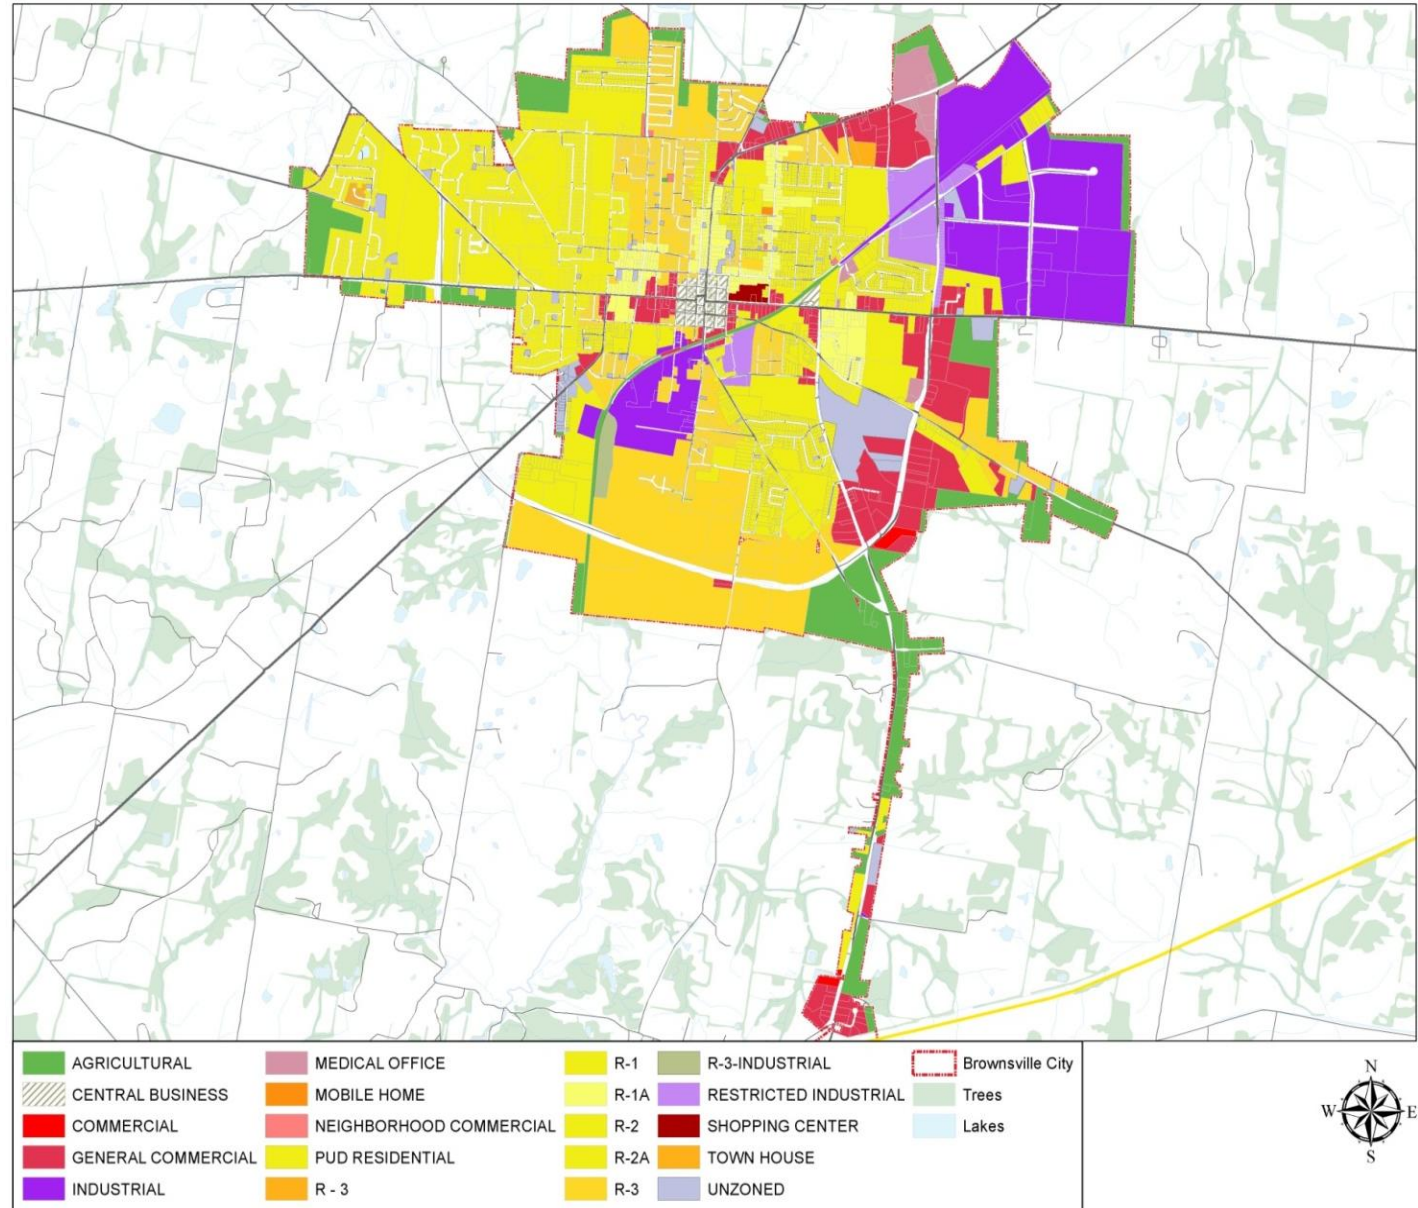 AGRICULTURAL
CENTRAL BUSINESS
COMMERCIAL
GENERAL COMMERCIAL
INDUSTRIAL
MEDICAL OFFICE
MOBILE HOME
NEIGHBORHOOD COMMERCIAL
PUD RESIDENTIAL
R - 3
R-1
R-1A
R-2
R-2A
R-3
R-3-INDUSTRIAL
RESTRICTED INDUSTRIAL
SHOPPING CENTER
TOWN HOUSE
UNZONED
Brownsville City
Trees
Lakes
N
W
E
S